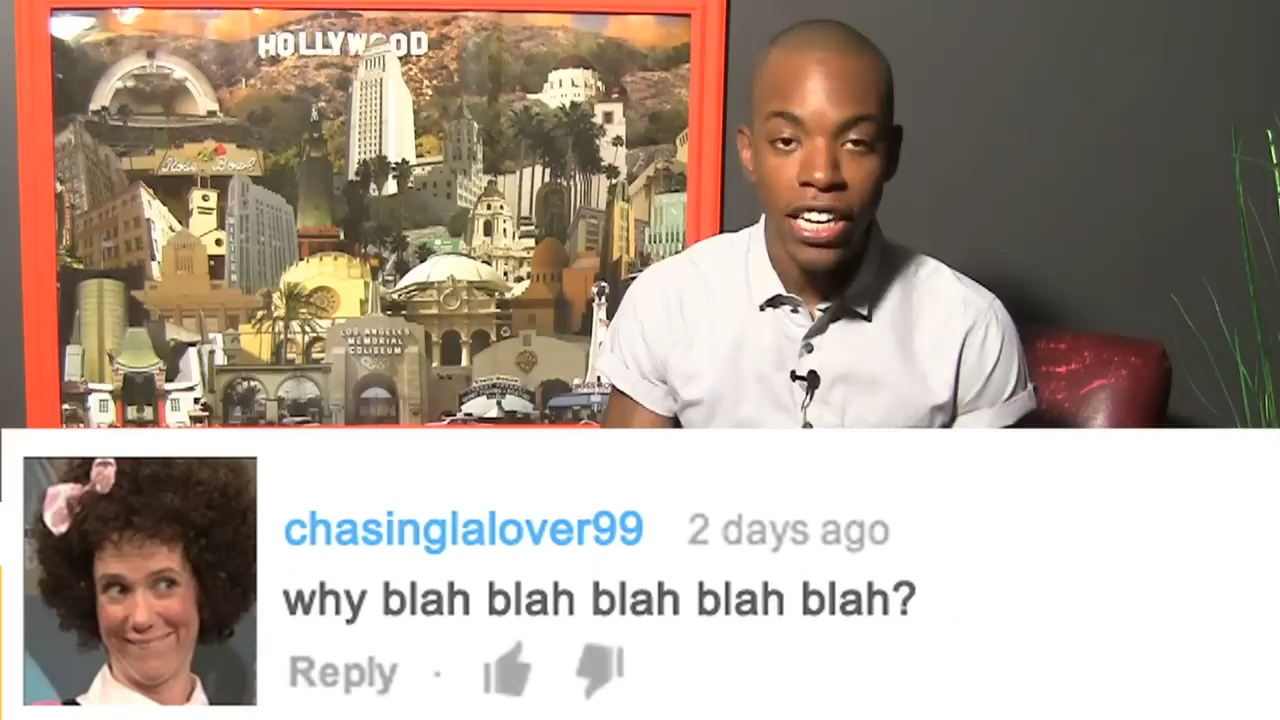 HOLLYWOOD
Rose Bowl
LOS ANGELES
MEMORIAL
COLISEUM
chasinglalover99 2 days ago
why blah blah blah blah blah?
Reply ·